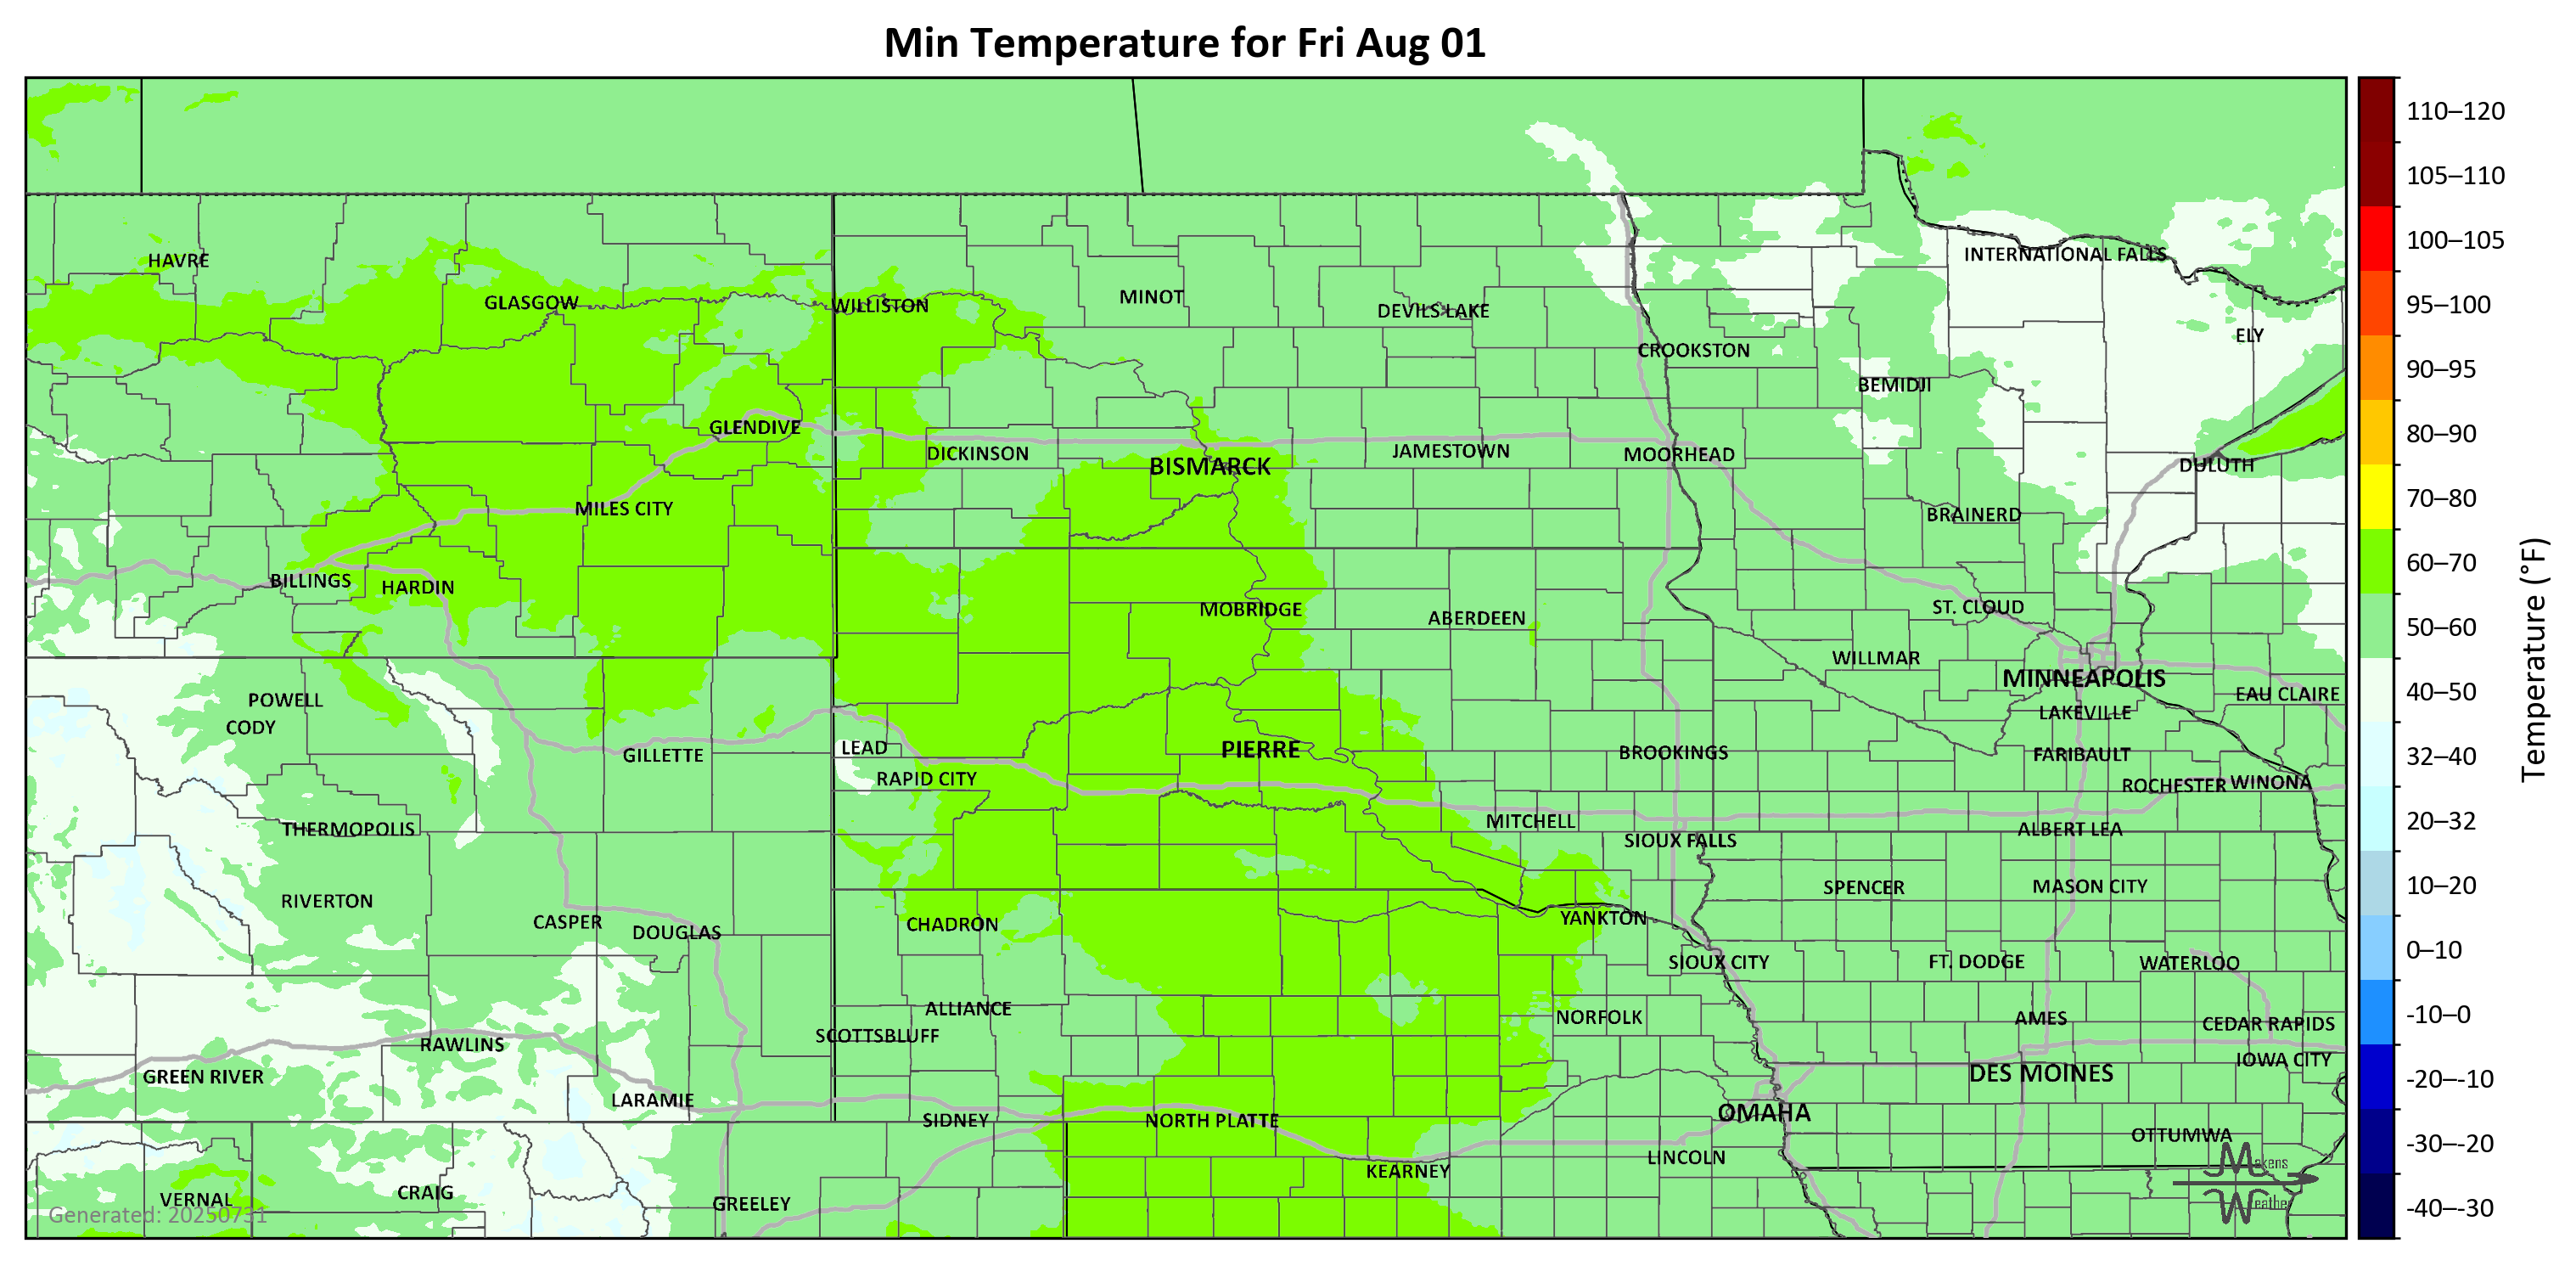 Min Temperature for Fri Aug 01
HAVRE
GLASGOW
WILLISTON
MINOT
DEVILS LAKE
INTERNATIONAL FALLS
CROOKSTON
BEMIDJI
ELY
GLENDIVE
DICKINSON
BISMARCK
JAMESTOWN
MOORHEAD
DULUTH
MILES CITY
BRAINERD
BILLINGS
HARDIN
MOBRIDGE
ABERDEEN
ST. CLOUD
WILLMAR
MINNEAPOLIS
EAU CLAIRE
POWELL
CODY
LAKEVILLE
GILLETTE
LEAD
PIERRE
BROOKINGS
FARIBAULT
RAPID CITY
ROCHESTER
WINONA
THERMOPOLIS
MITCHELL
SIOUX FALLS
ALBERT LEA
RIVERTON
SPENCER
MASON CITY
CASPER
DOUGLAS
CHADRON
YANKTON
SIOUX CITY
FT. DODGE
WATERLOO
ALLIANCE
NORFOLK
AMES
CEDAR RAPIDS
SCOTTSBLUFF
RAWLINS
IOWA CITY
GREEN RIVER
DES MOINES
LARAMIE
SIDNEY
NORTH PLATTE
OMAHA
OTTUMWA
KEARNEY
LINCOLN
VERNAL
CRAIG
GREELEY
Generated: 20250731
Makens
Weather
110–120
105–110
100–105
95–100
90–95
80–90
70–80
60–70
50–60
40–50
32–40
20–32
10–20
0–10
-10–0
-20–-10
-30–-20
-40–-30
Temperature (°F)